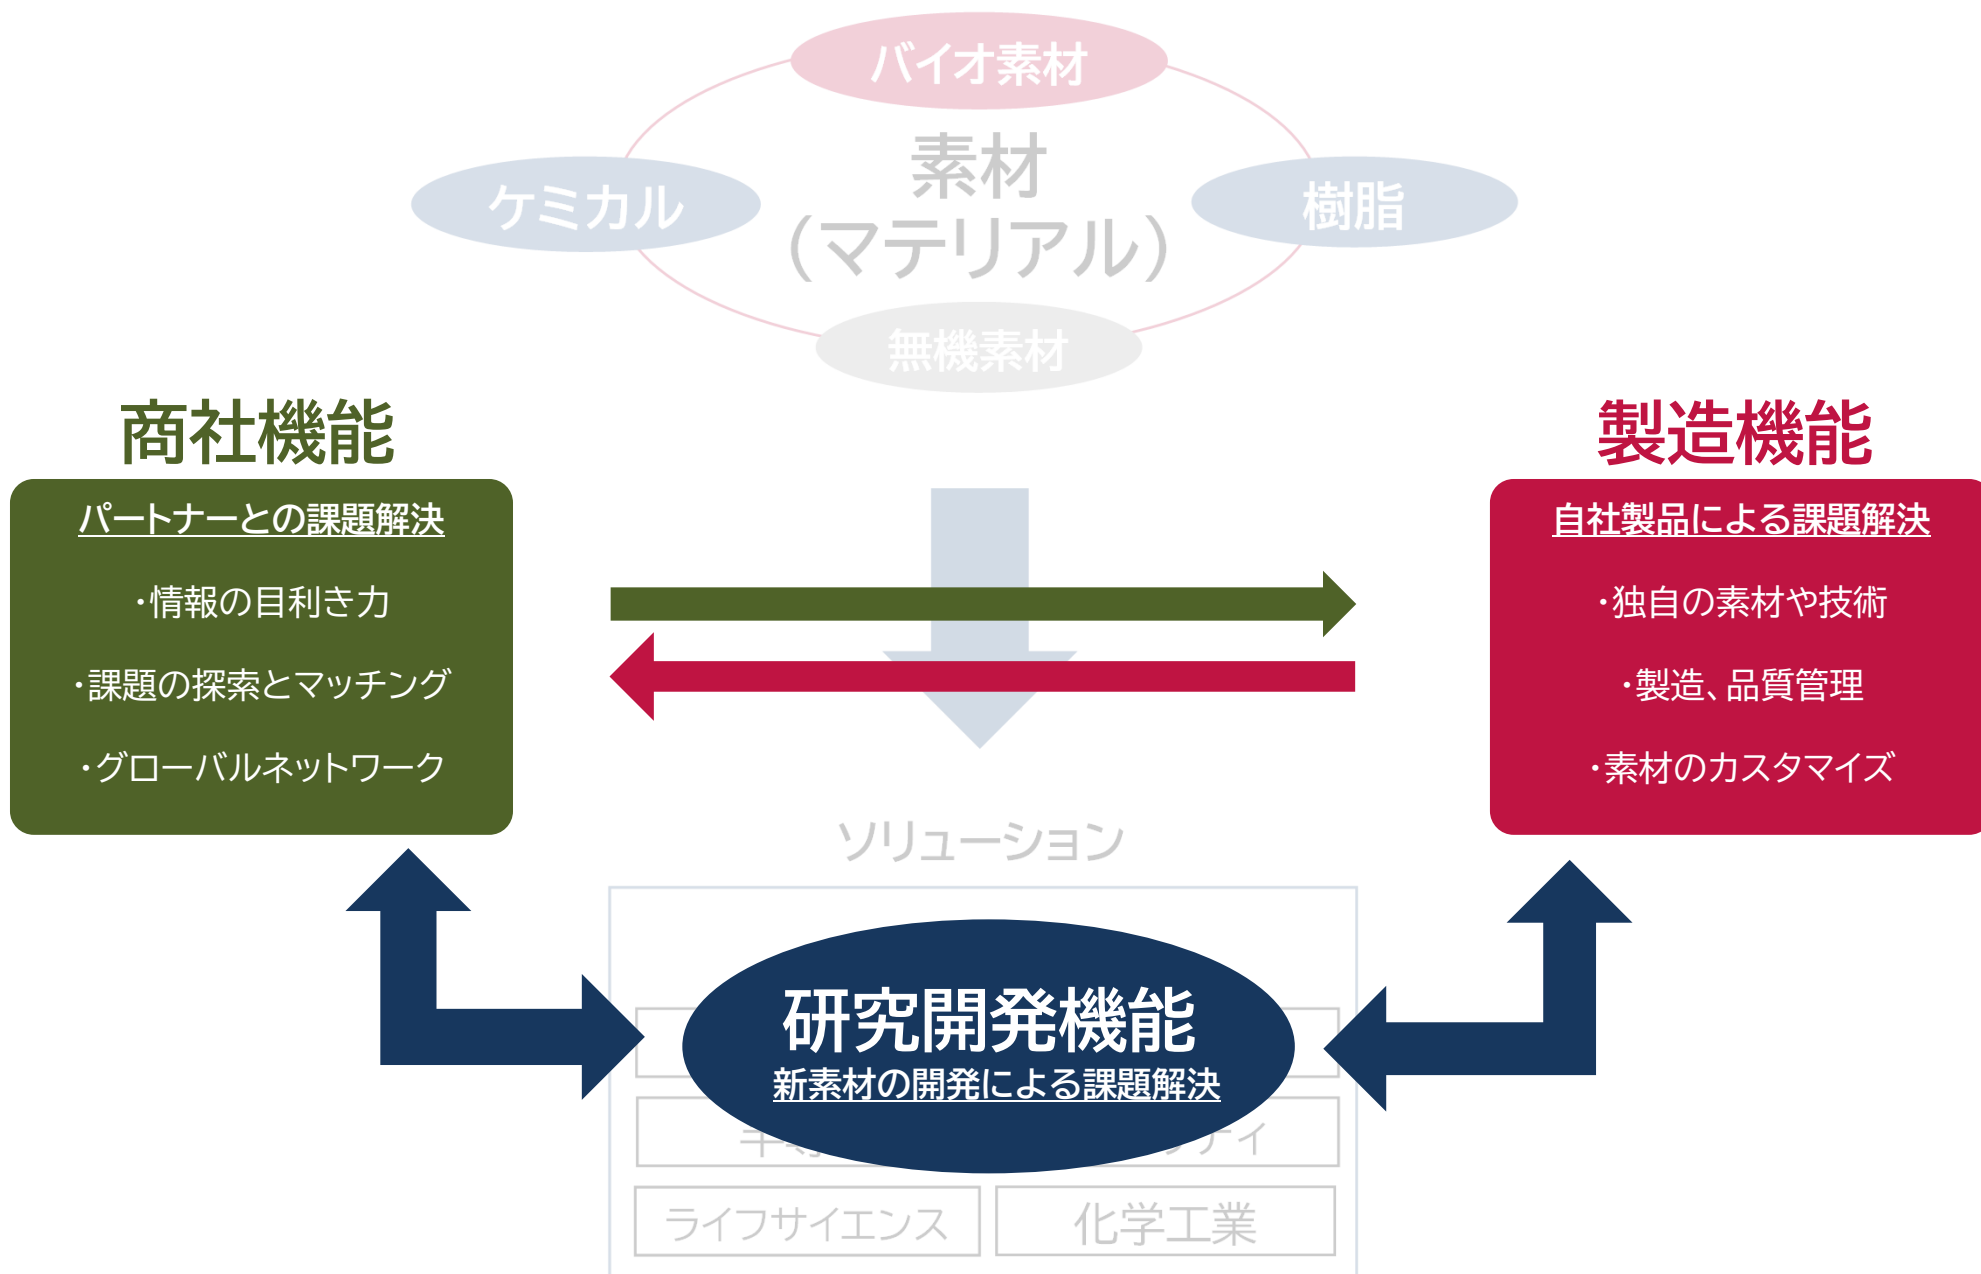 バイオ素材
素材
(マテリアル)
ケミカル
樹脂
無機素材
商社機能
パートナーとの課題解決
・情報の目利き力
・課題の探索とマッチング
・グローバルネットワーク
製造機能
自社製品による課題解決
・独自の素材や技術
・製造、品質管理
・素材のカスタマイズ
ソリューション
研究開発機能
新素材の開発による課題解決
ライフサイエンス
化学工業